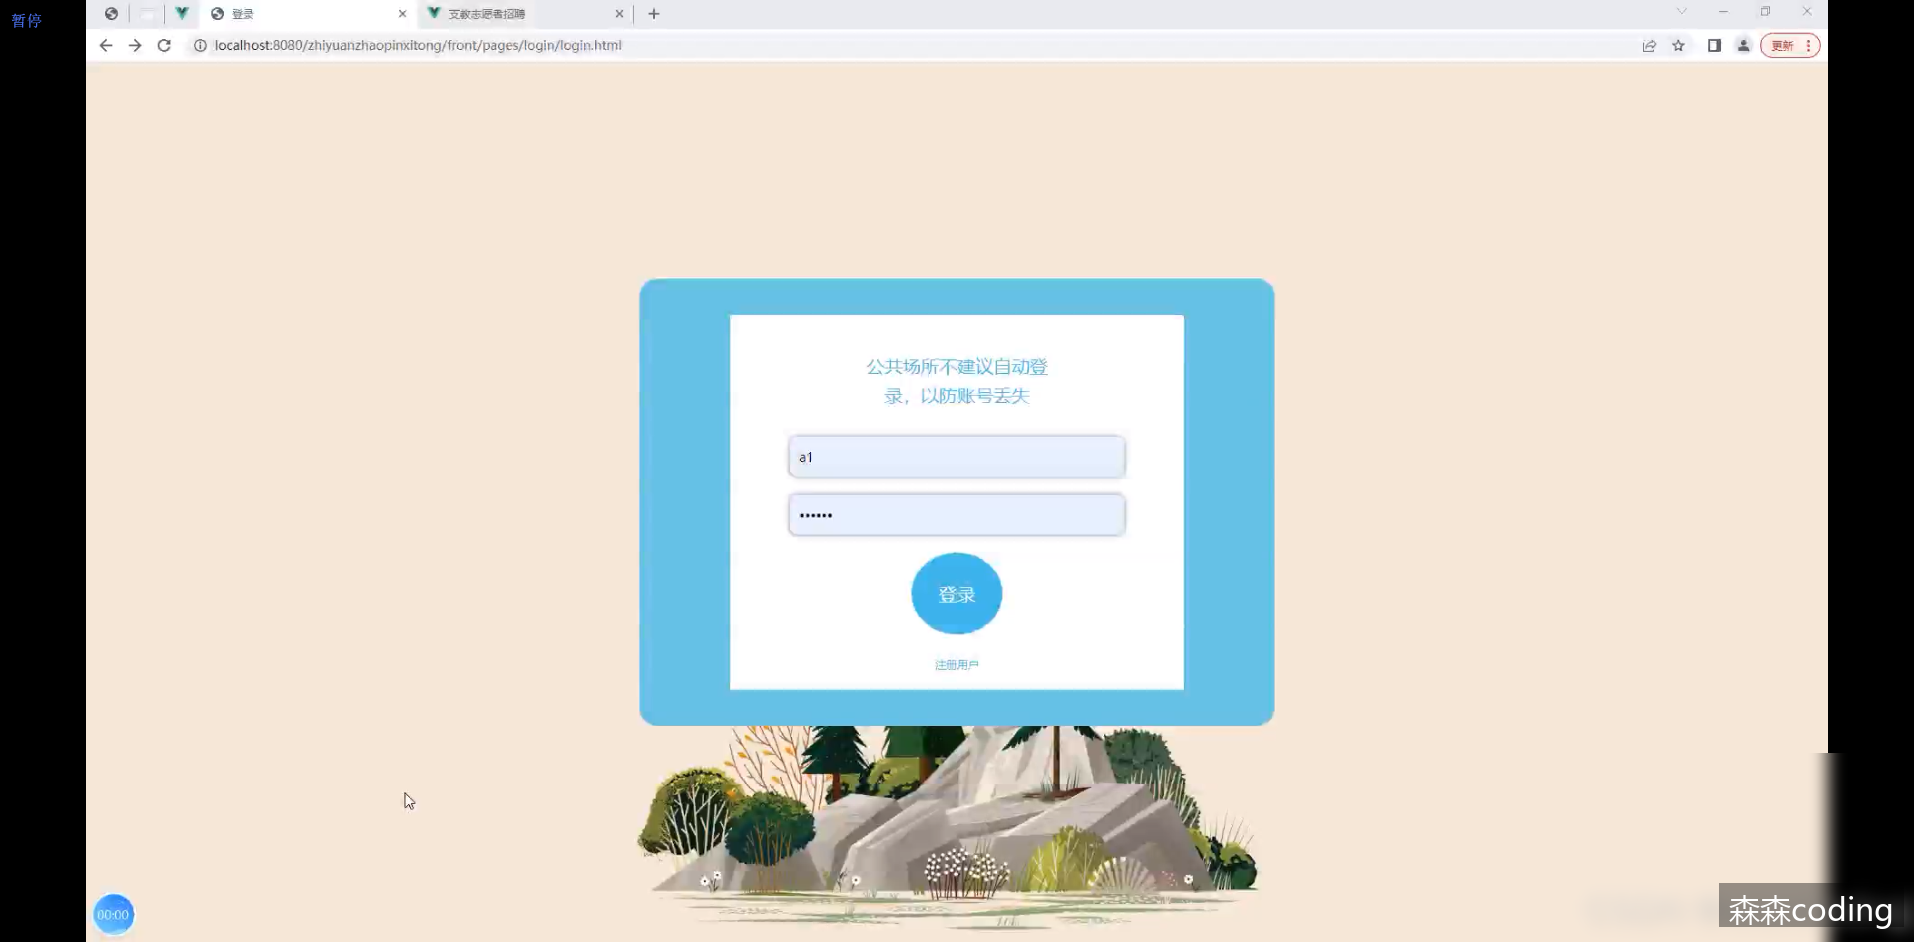 暂停
登录
支教志愿者招聘
localhost:8080/zhiyuanzhaopinxitong/front/pages/login/login.html
更新
公共场所不建议自动登
录，以防账号丢失
a1
••••••
登录
注册用户
00:00
森森coding